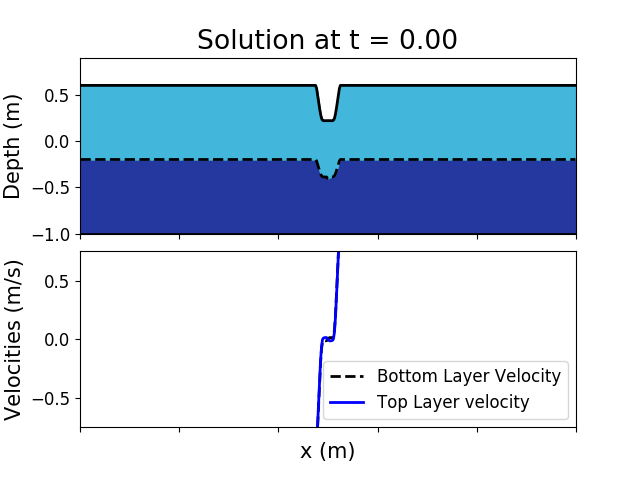 Solution at t = 0.00
Depth (m)
0.5
0.0
−0.5
−1.0
Velocities (m/s)
0.5
0.0
−0.5
Bottom Layer Velocity
Top Layer velocity
x (m)